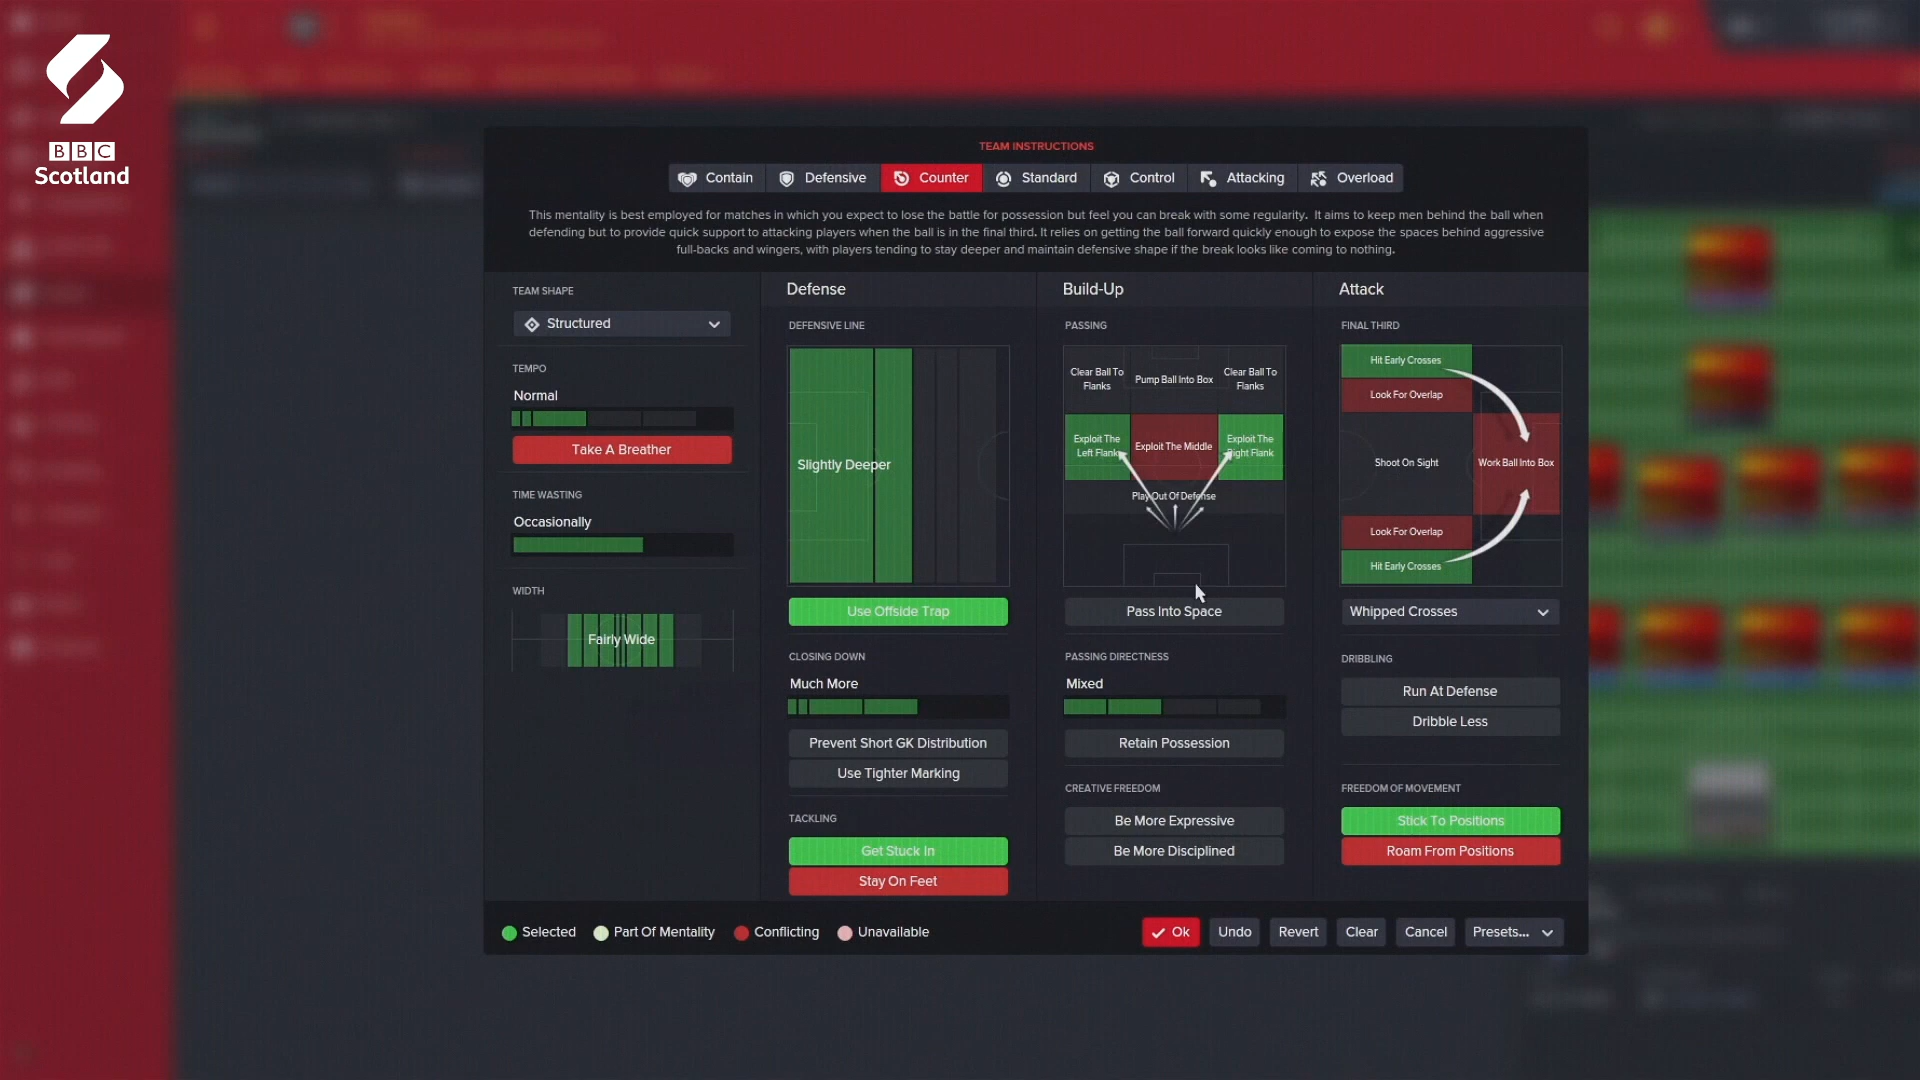 BBC
Scotland
TEAM INSTRUCTIONS
Contain
Defensive
Counter
Standard
Control
Attacking
Overload
This mentality is best employed for matches in which you expect to lose the battle for possession but feel you can break with some regularity. It aims to keep men behind the ball when
defending but to provide quick support to attacking players when the ball is in the final third. It relies on getting the ball forward quickly enough to expose the spaces behind aggressive
full-backs and wingers, with players tending to stay deeper and maintain defensive shape if the break looks like coming to nothing.
TEAM SHAPE
Structured
TEMPO
Normal
Take A Breather
TIME WASTING
Occasionally
WIDTH
Fairly Wide
Defense
DEFENSIVE LINE
Slightly Deeper
Use Offside Trap
CLOSING DOWN
Much More
Prevent Short GK Distribution
Use Tighter Marking
TACKLING
Get Stuck In
Stay On Feet
Build-Up
PASSING
Clear Ball To
Flanks
Pump Ball Into Box
Clear Ball To
Flanks
Exploit The
Left Flank
Exploit The Middle
Exploit The
Right Flank
Play Out Of Defense
Pass Into Space
PASSING DIRECTNESS
Mixed
Retain Possession
CREATIVE FREEDOM
Be More Expressive
Be More Disciplined
Attack
FINAL THIRD
Hit Early Crosses
Look For Overlap
Shoot On Sight
Work Ball Into Box
Look For Overlap
Hit Early Crosses
Whipped Crosses
DRIBBLING
Run At Defense
Dribble Less
FREEDOM OF MOVEMENT
Stick To Positions
Roam From Positions
Selected
Part Of Mentality
Conflicting
Unavailable
Ok
Undo
Revert
Clear
Cancel
Presets...